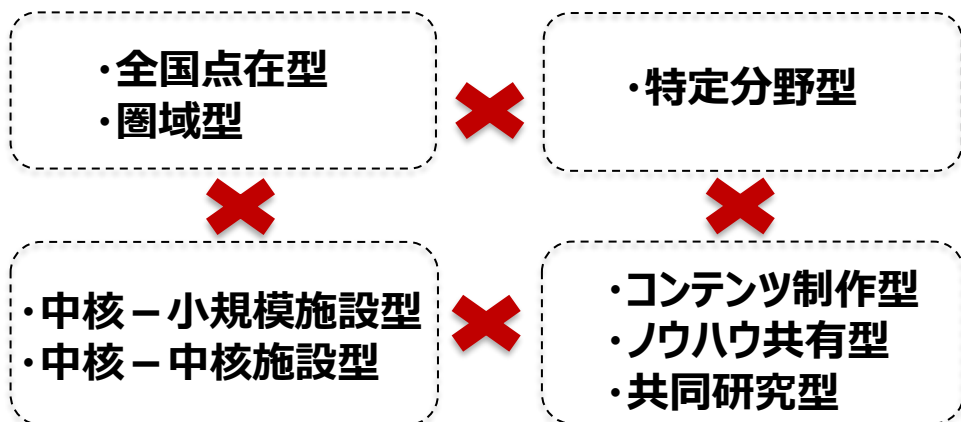 ・全国点在型
・圏域型
・特定分野型
・中核－小規模施設型
・中核－中核施設型
・コンテンツ制作型
・ノウハウ共有型
・共同研究型